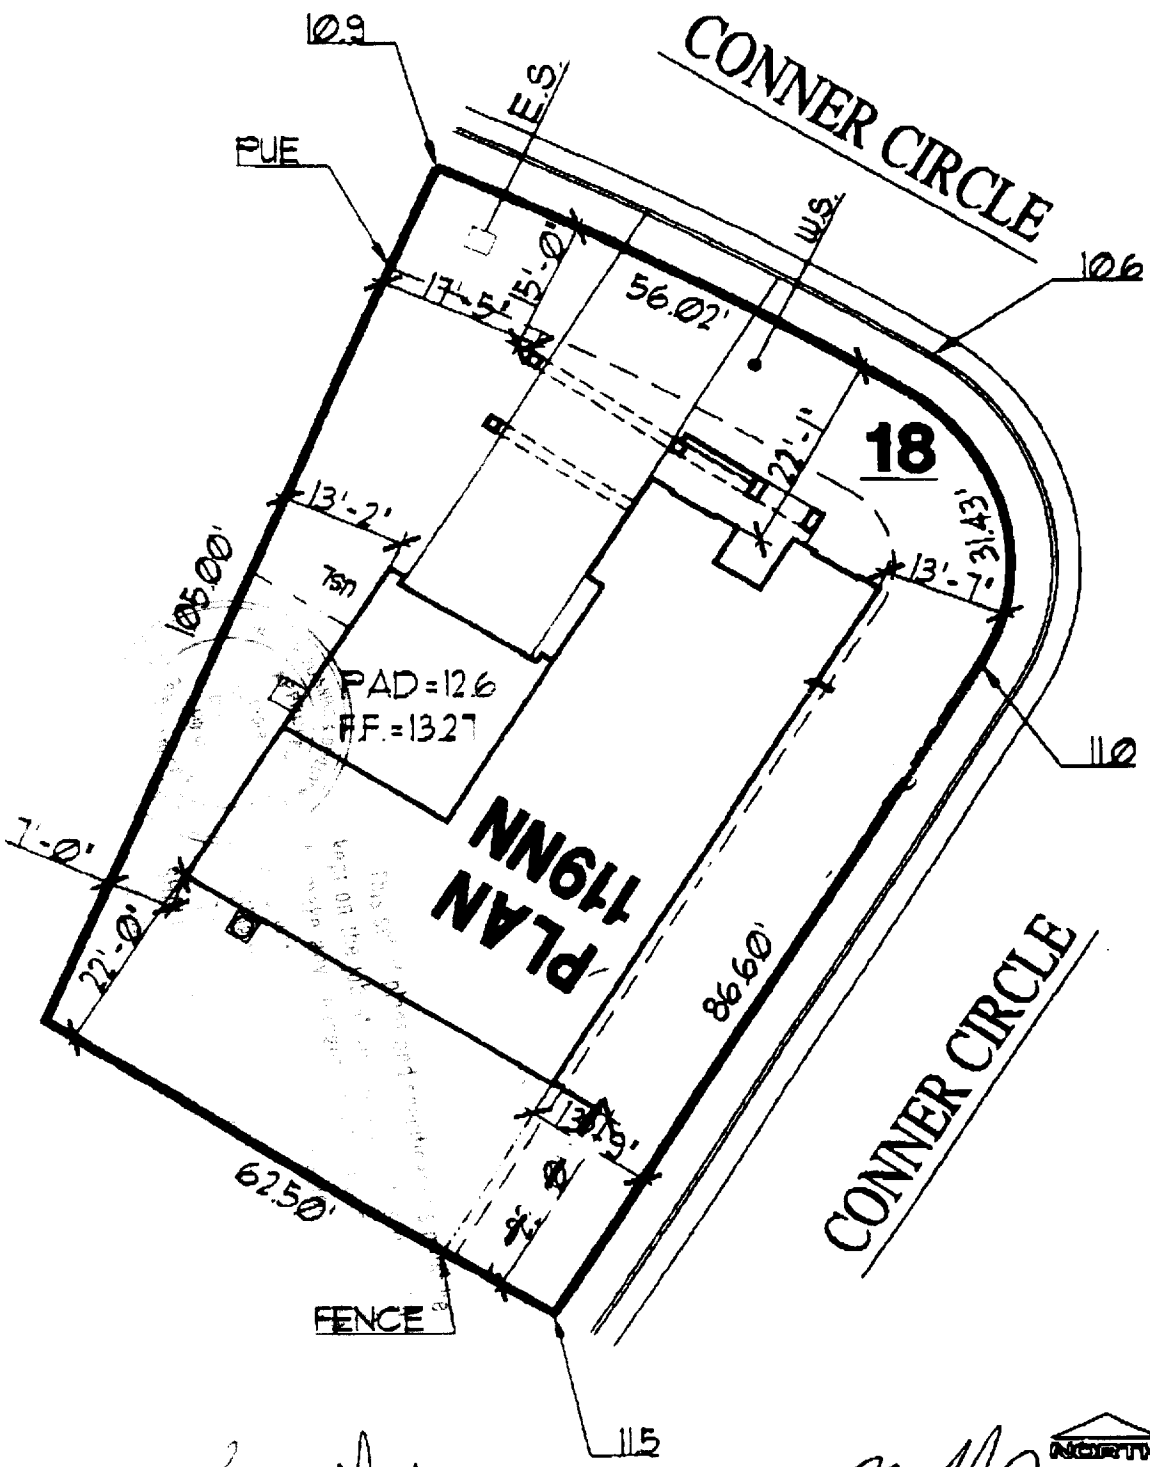 10.9
E.S.
CONNER CIRCLE
PUE
W.S.
10.6
15'-0"
17'-5"
56.02'
22'-1"
18
31.43'
13'-2"
13'-7"
105.00'
PAD=12.6
F.F.=13.27
11.0
7'-0"
PLAN
119NN
22'-0"
86.60'
CONNER CIRCLE
62.50'
FENCE
11.5
NORTH